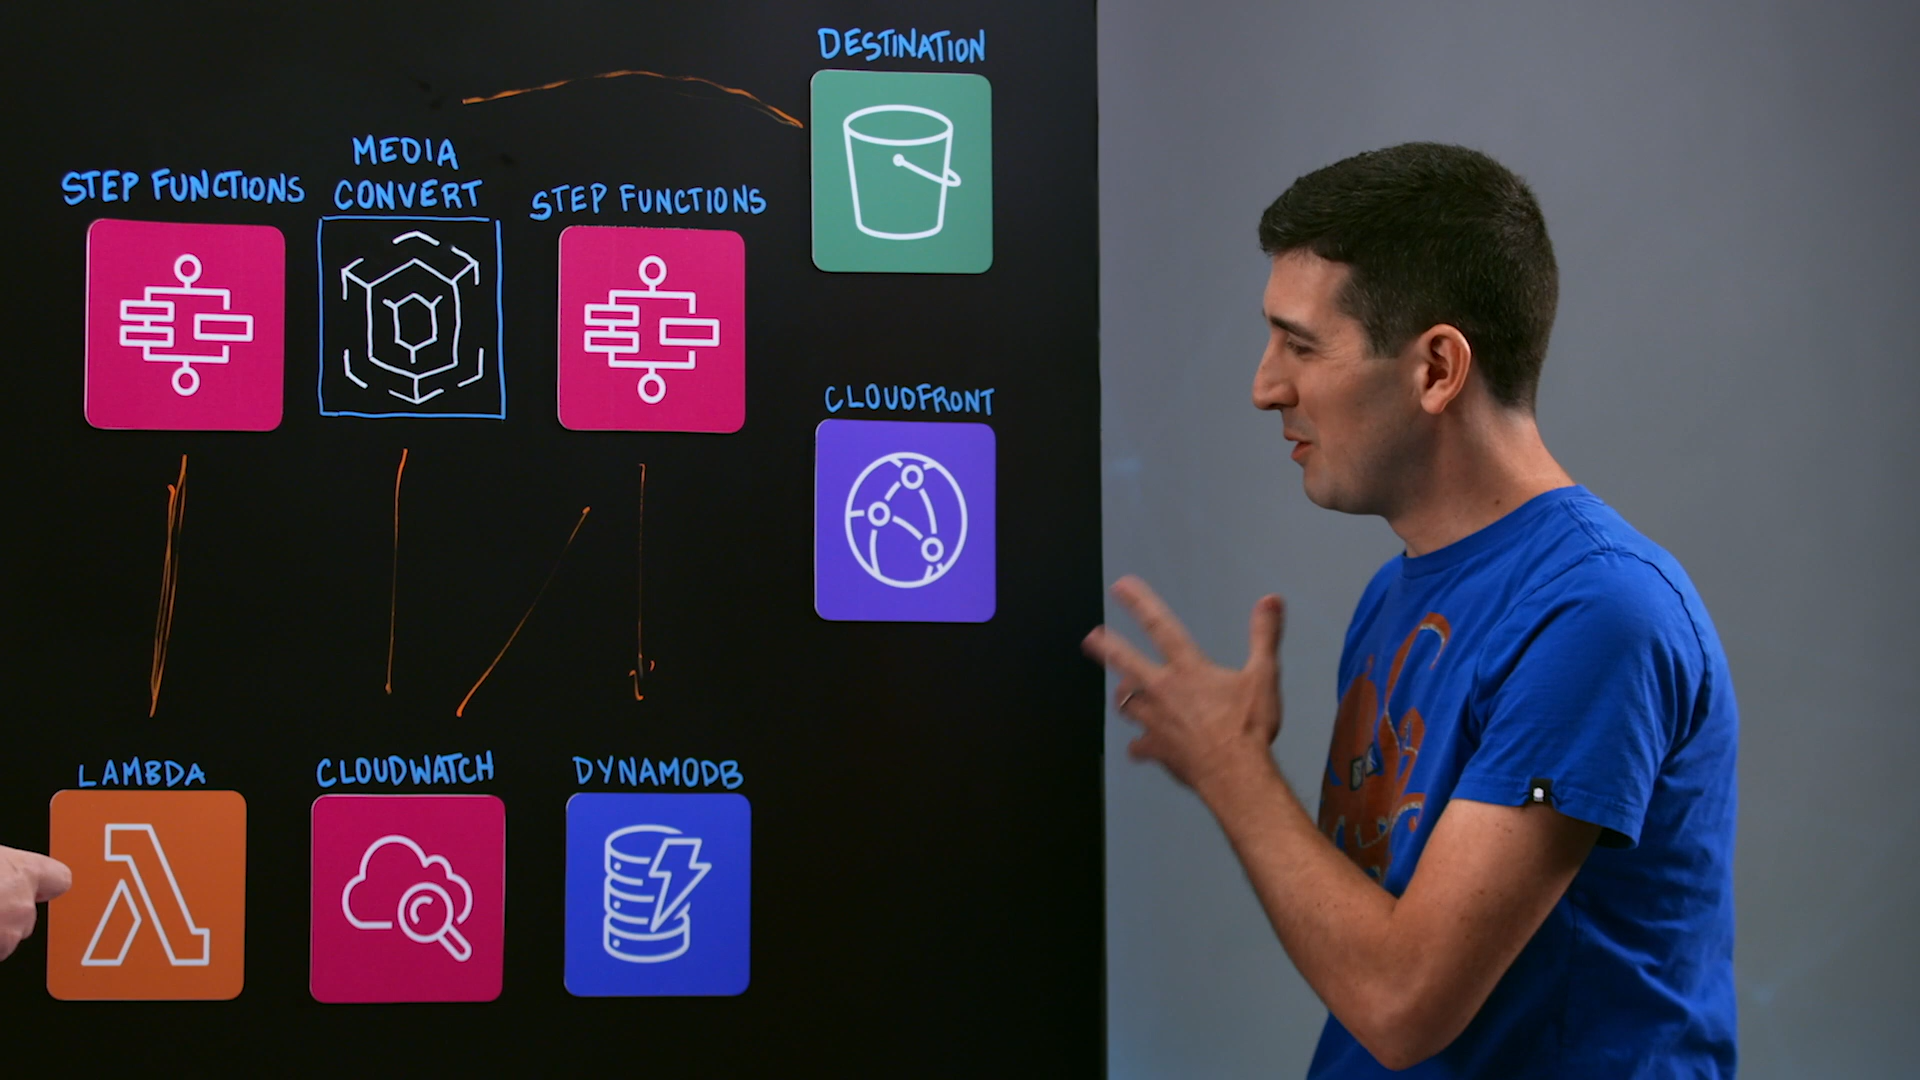 DESTINATION
MEDIA
CONVERT
STEP FUNCTIONS
STEP FUNCTIONS
CLOUDFRONT
LAMBDA
CLOUDWATCH
DYNAMODB